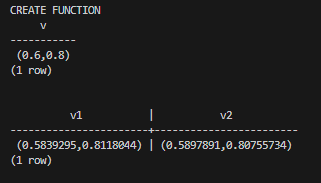 CREATE FUNCTION
v
-----------
(0.6,0.8)
(1 row)
v1 | v2
-----------------------+------------------------
(0.5839295,0.8118044) | (0.5897891,0.80755734)
(1 row)